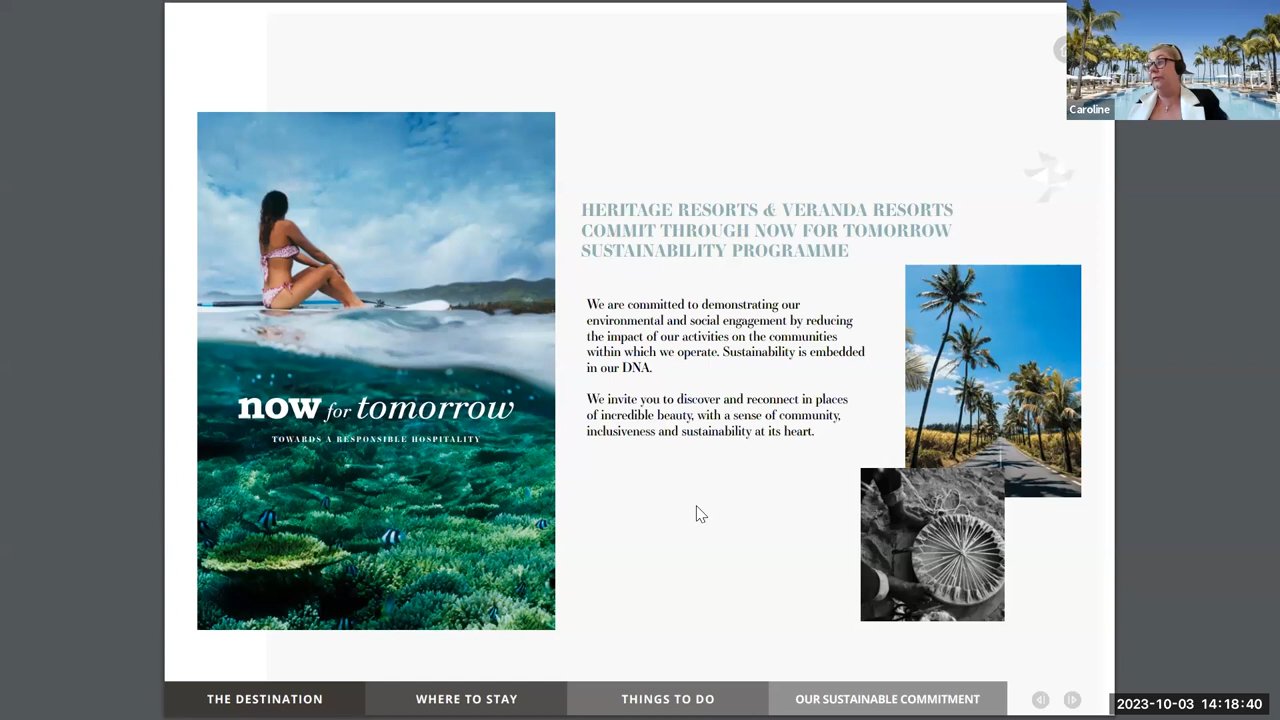 Caroline
HERITAGE RESORTS & VERANDA RESORTS
COMMIT THROUGH NOW FOR TOMORROW
SUSTAINABILITY PROGRAMME
We are committed to demonstrating our
environmental and social engagement by reducing
the impact of our activities on the communities
within which we operate. Sustainability is embedded
in our DNA.
We invite you to discover and reconnect in places
of incredible beauty, with a sense of community,
inclusiveness and sustainability at its heart.
now for tomorrow
TOWARDS A RESPONSIBLE HOSPITALITY
THE DESTINATION
WHERE TO STAY
THINGS TO DO
OUR SUSTAINABLE COMMITMENT
2023-10-03 14:18:40